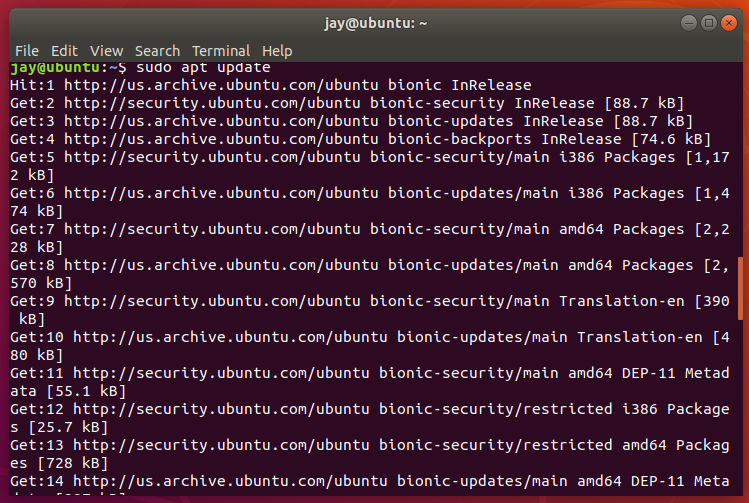 jay@ubuntu: ~
File Edit View Search Terminal Help
jay@ubuntu:~$ sudo apt update
Hit:1 http://us.archive.ubuntu.com/ubuntu bionic InRelease
Get:2 http://security.ubuntu.com/ubuntu bionic-security InRelease [88.7 kB]
Get:3 http://us.archive.ubuntu.com/ubuntu bionic-updates InRelease [88.7 kB]
Get:4 http://us.archive.ubuntu.com/ubuntu bionic-backports InRelease [74.6 kB]
Get:5 http://security.ubuntu.com/ubuntu bionic-security/main i386 Packages [1,17
2 kB]
Get:6 http://us.archive.ubuntu.com/ubuntu bionic-updates/main i386 Packages [1,4
74 kB]
Get:7 http://security.ubuntu.com/ubuntu bionic-security/main amd64 Packages [2,2
28 kB]
Get:8 http://us.archive.ubuntu.com/ubuntu bionic-updates/main amd64 Packages [2,
570 kB]
Get:9 http://security.ubuntu.com/ubuntu bionic-security/main Translation-en [390
 kB]
Get:10 http://us.archive.ubuntu.com/ubuntu bionic-updates/main Translation-en [4
80 kB]
Get:11 http://security.ubuntu.com/ubuntu bionic-security/main amd64 DEP-11 Metad
ata [55.1 kB]
Get:12 http://security.ubuntu.com/ubuntu bionic-security/restricted i386 Package
s [25.7 kB]
Get:13 http://security.ubuntu.com/ubuntu bionic-security/restricted amd64 Packag
es [728 kB]
Get:14 http://us.archive.ubuntu.com/ubuntu bionic-updates/main amd64 DEP-11 Meta